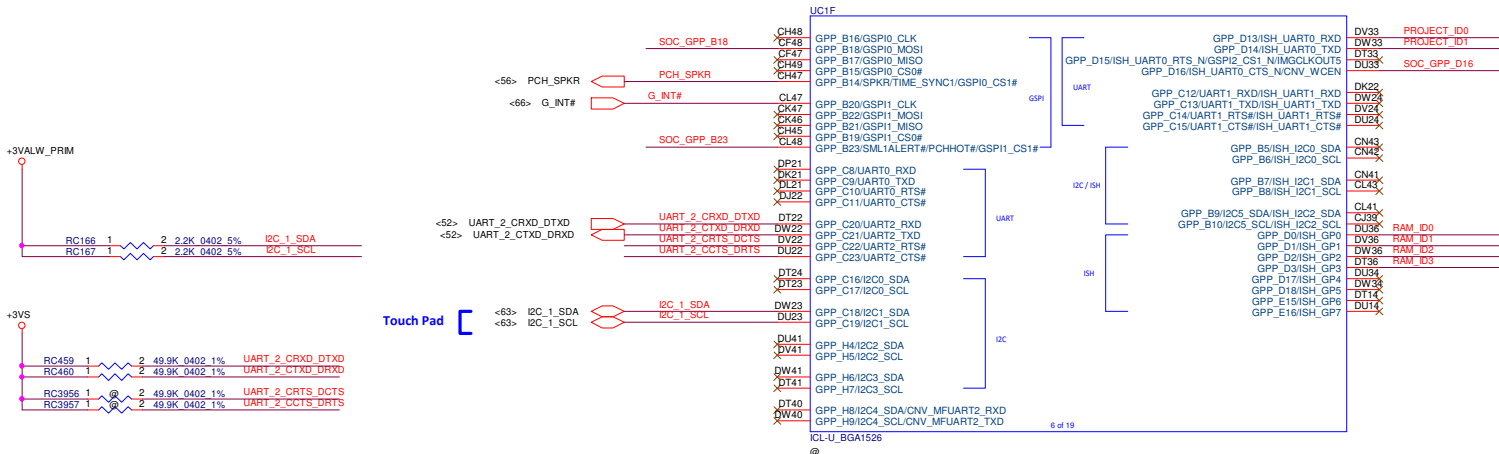 UC1F
CH48 GPP_B16/GSPI0_CLK
SOC_GPP_B18 CF48 GPP_B18/GSPI0_MOSI
CF47 GPP_B17/GSPI0_MISO
CH49 GPP_B15/GSPI0_CS0#
<56> PCH_SPKR PCH_SPKR CH47 GPP_B14/SPKR/TIME_SYNC1/GSPI0_CS1#
<66> G_INT# G_INT# CL47 GPP_B20/GSPI1_CLK
CK47 GPP_B22/GSPI1_MOSI
CK46 GPP_B21/GSPI1_MISO
CH45 GPP_B19/GSPI1_CS0#
SOC_GPP_B23 CL48 GPP_B23/SML1ALERT#/PCHHOT#/GSPI1_CS1#
GSPI
DP21 GPP_C8/UART0_RXD
DK21 GPP_C9/UART0_TXD
DL21 GPP_C10/UART0_RTS#
DJ22 GPP_C11/UART0_CTS#
<52> UART_2_CRXD_DTXD UART_2_CRXD_DTXD DT22 GPP_C20/UART2_RXD
<52> UART_2_CTXD_DRXD UART_2_CTXD_DRXD DW22 GPP_C21/UART2_TXD
UART_2_CRTS_DCTS DV22 GPP_C22/UART2_RTS#
UART_2_CCTS_DRTS DU22 GPP_C23/UART2_CTS#
UART
DT24 GPP_C16/I2C0_SDA
DT23 GPP_C17/I2C0_SCL
Touch Pad
<63> I2C_1_SDA I2C_1_SDA DW23 GPP_C18/I2C1_SDA
<63> I2C_1_SCL I2C_1_SCL DU23 GPP_C19/I2C1_SCL
DU41 GPP_H4/I2C2_SDA
DV41 GPP_H5/I2C2_SCL
I2C
DW41 GPP_H6/I2C3_SDA
DT41 GPP_H7/I2C3_SCL
DT40 GPP_H8/I2C4_SDA/CNV_MFUART2_RXD
DW40 GPP_H9/I2C4_SCL/CNV_MFUART2_TXD
GPP_D13/ISH_UART0_RXD DV33 PROJECT_ID0
GPP_D14/ISH_UART0_TXD DW33 PROJECT_ID1
GPP_D15/ISH_UART0_RTS_N/GSPI2_CS1_N/IMGCLKOUT5 DT33
GPP_D16/ISH_UART0_CTS_N/CNV_WCEN DU33 SOC_GPP_D16
UART
GPP_C12/UART1_RXD/ISH_UART1_RXD DK22
GPP_C13/UART1_TXD/ISH_UART1_TXD DW24
GPP_C14/UART1_RTS#/ISH_UART1_RTS# DV24
GPP_C15/UART1_CTS#/ISH_UART1_CTS# DU24
GPP_B5/ISH_I2C0_SDA CN43
GPP_B6/ISH_I2C0_SCL CN42
I2C / ISH
GPP_B7/ISH_I2C1_SDA CN41
GPP_B8/ISH_I2C1_SCL CL43
GPP_B9/I2C5_SDA/ISH_I2C2_SDA CL41
GPP_B10/I2C5_SCL/ISH_I2C2_SCL CJ39
GPP_D0/ISH_GP0 DU36 RAM_ID0
GPP_D1/ISH_GP1 DV36 RAM_ID1
GPP_D2/ISH_GP2 DW36 RAM_ID2
GPP_D3/ISH_GP3 DT36 RAM_ID3
ISH
GPP_D17/ISH_GP4 DU34
GPP_D18/ISH_GP5 DW34
GPP_E15/ISH_GP6 DT14
GPP_E16/ISH_GP7 DU14
6 of 19
ICL-U_BGA1526
@
+3VALW_PRIM
RC166 1 2 2.2K_0402_5% I2C_1_SDA
RC167 1 2 2.2K_0402_5% I2C_1_SCL
+3VS
RC459 1 2 49.9K_0402_1% UART_2_CRXD_DTXD
RC460 1 2 49.9K_0402_1% UART_2_CTXD_DRXD
RC3956 1 @ 2 49.9K_0402_1% UART_2_CRTS_DCTS
RC3957 1 @ 2 49.9K_0402_1% UART_2_CCTS_DRTS